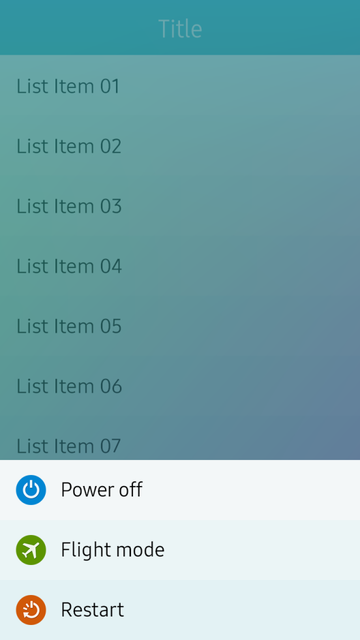 Title
List Item 01
List Item 02
List Item 03
List Item 04
List Item 05
List Item 06
List Item 07
Power off
Flight mode
Restart